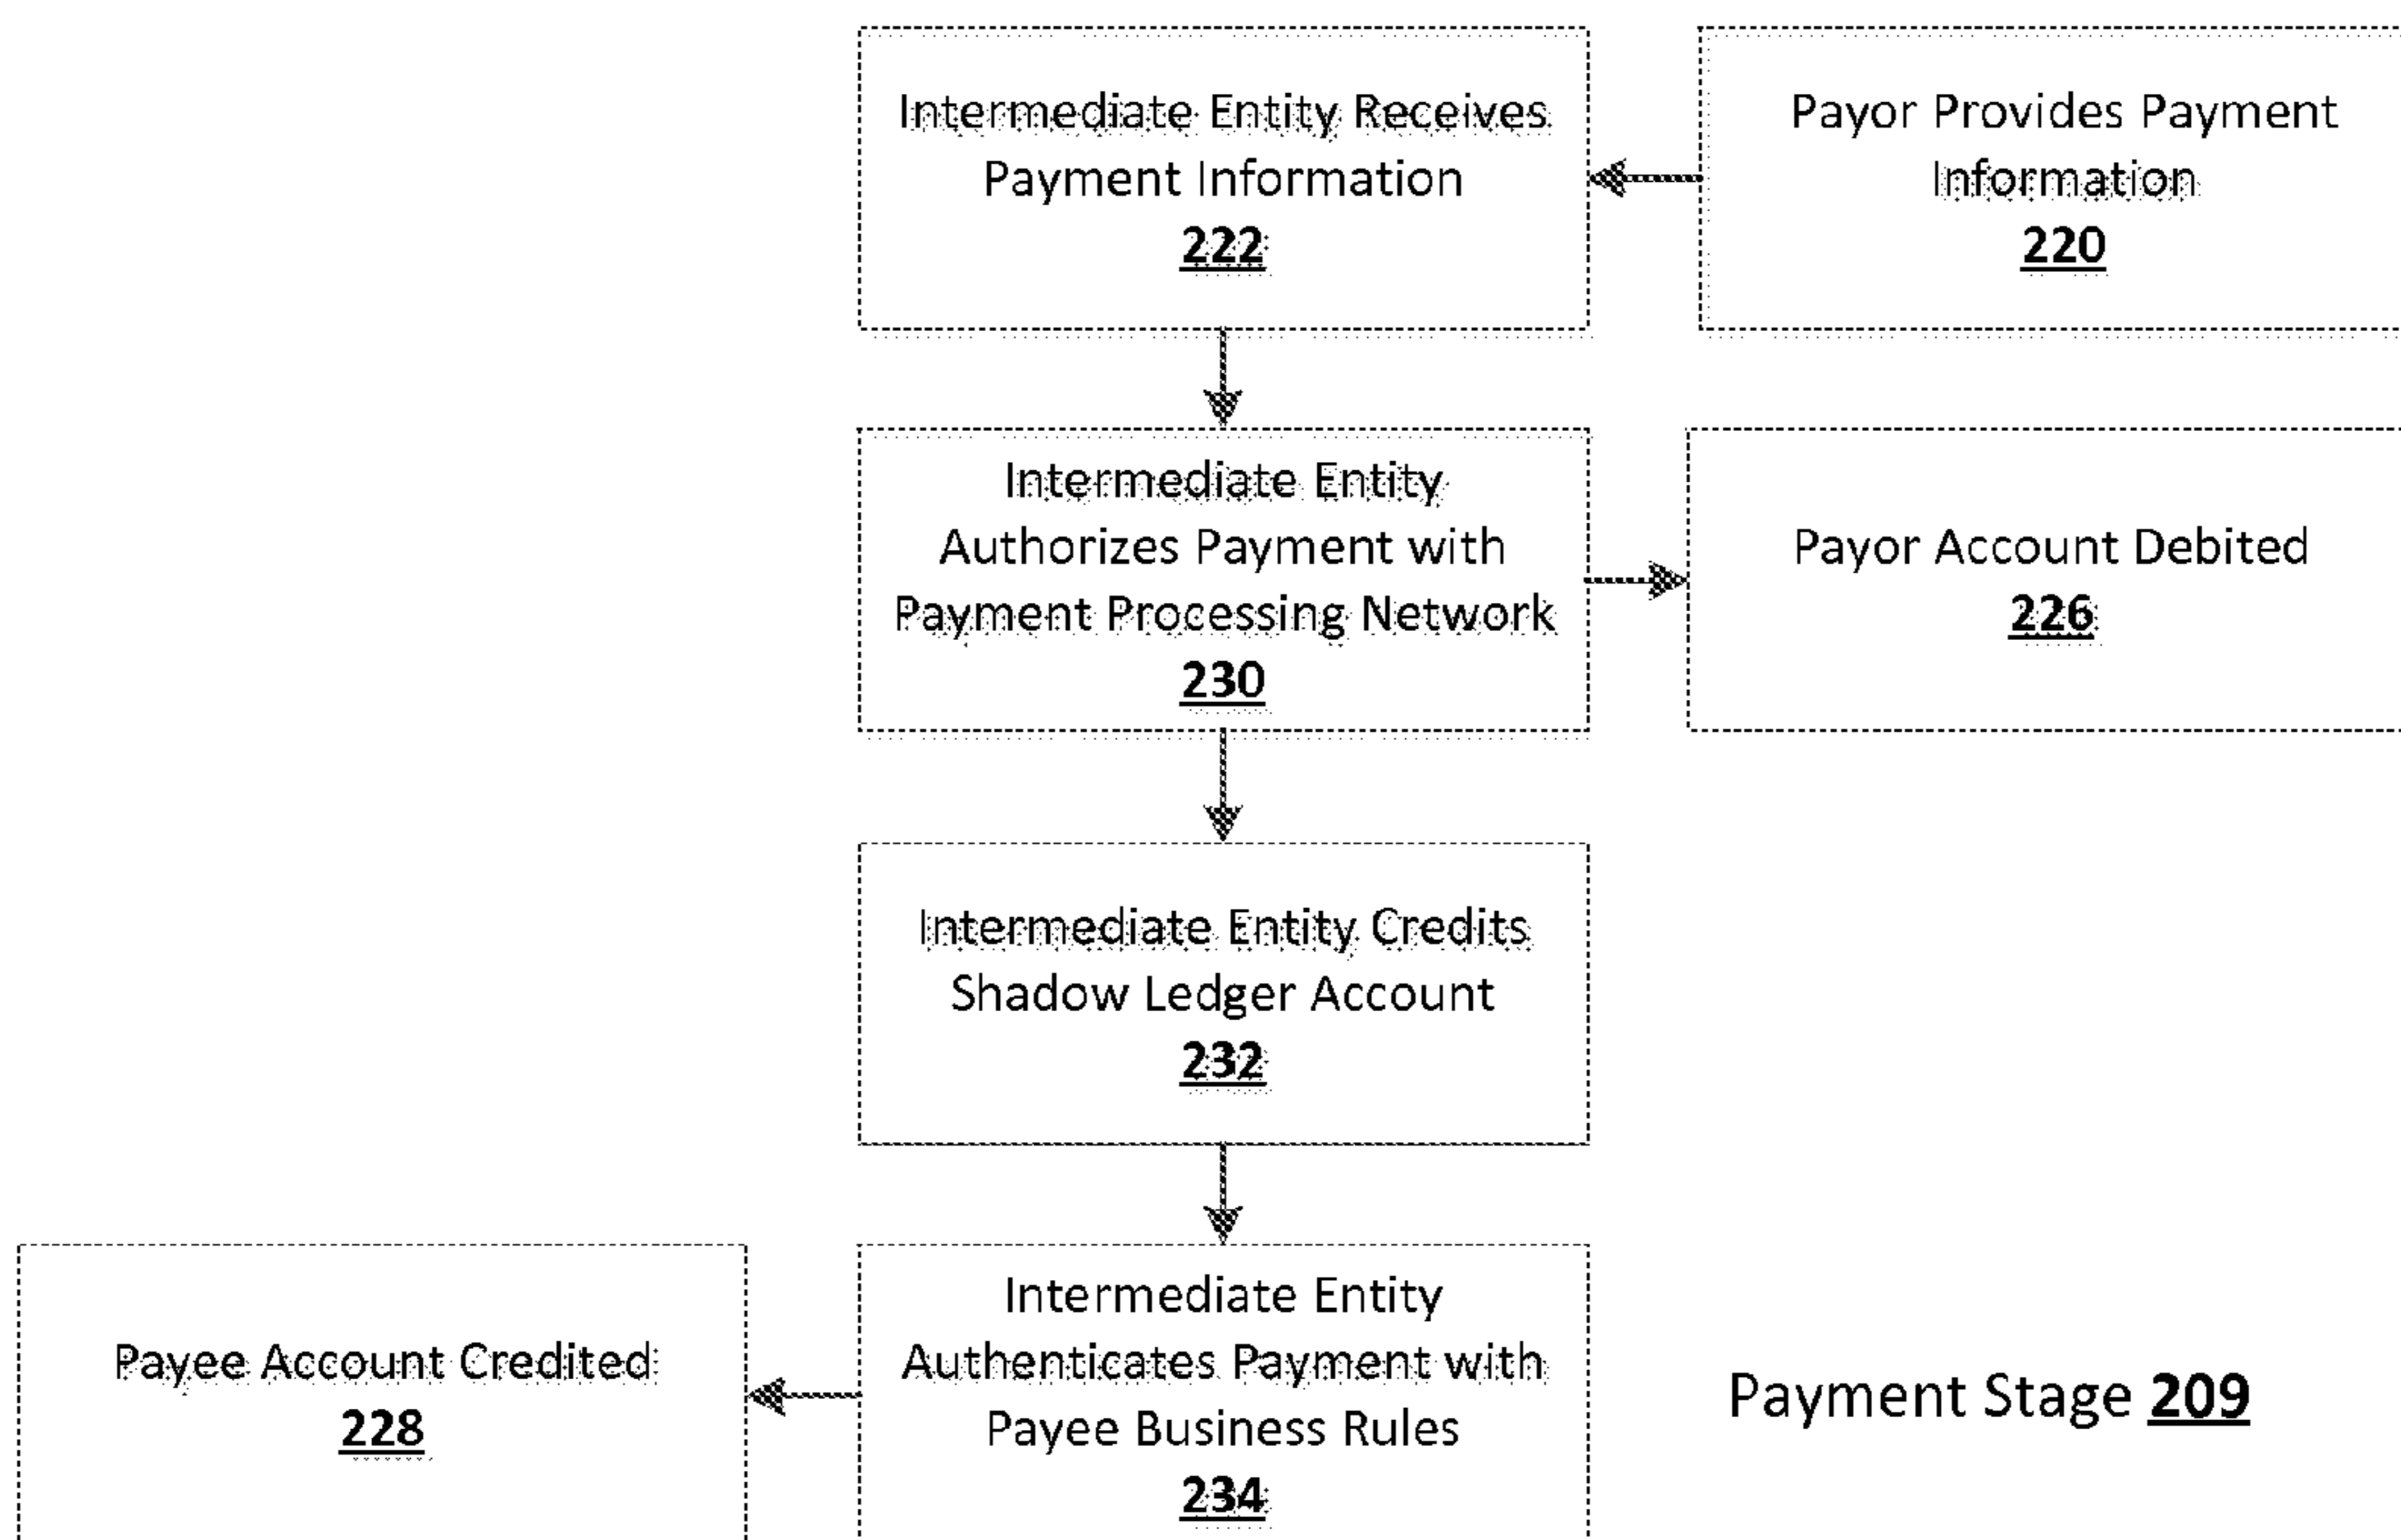 Intermediate Entity Receives
Payment Information
222
Payor Provides Payment
Information
220
Intermediate Entity
Authorizes Payment with
Payment Processing Network
230
Payor Account Debited
226
Intermediate Entity Credits
Shadow Ledger Account
232
Payee Account Credited
228
Intermediate Entity
Authenticates Payment with
Payee Business Rules
234
Payment Stage 209